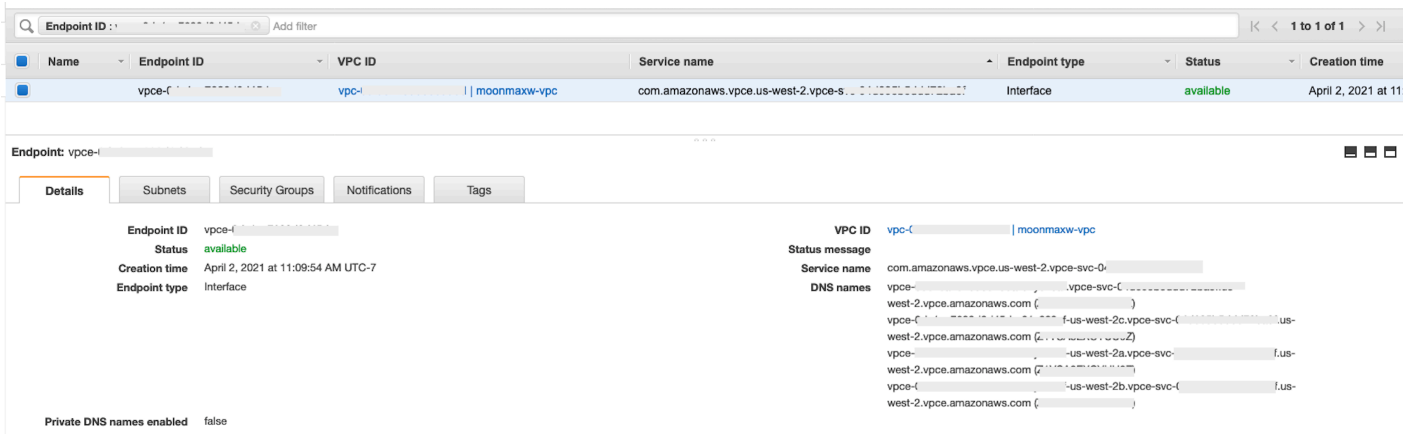 Endpoint ID : Add filter 1 to 1 of 1
Name Endpoint ID VPC ID Service name Endpoint type Status Creation time
vpce- vpc- | moonmaxw-vpc com.amazonaws.vpce.us-west-2.vpce-s Interface available April 2, 2021 at 11:
Endpoint: vpce-
Details Subnets Security Groups Notifications Tags
Endpoint ID vpce- VPC ID vpc- | moonmaxw-vpc
Status available Status message
Creation time April 2, 2021 at 11:09:54 AM UTC-7 Service name com.amazonaws.vpce.us-west-2.vpce-svc-04
Endpoint type Interface DNS names vpce- .vpce-svc-
west-2.vpce.amazonaws.com ( )
vpce- f-us-west-2c.vpce-svc- .us-
west-2.vpce.amazonaws.com ( Z)
vpce- -us-west-2a.vpce-svc- f.us-
west-2.vpce.amazonaws.com (
vpce- -us-west-2b.vpce-svc- f.us-
west-2.vpce.amazonaws.com (
Private DNS names enabled false